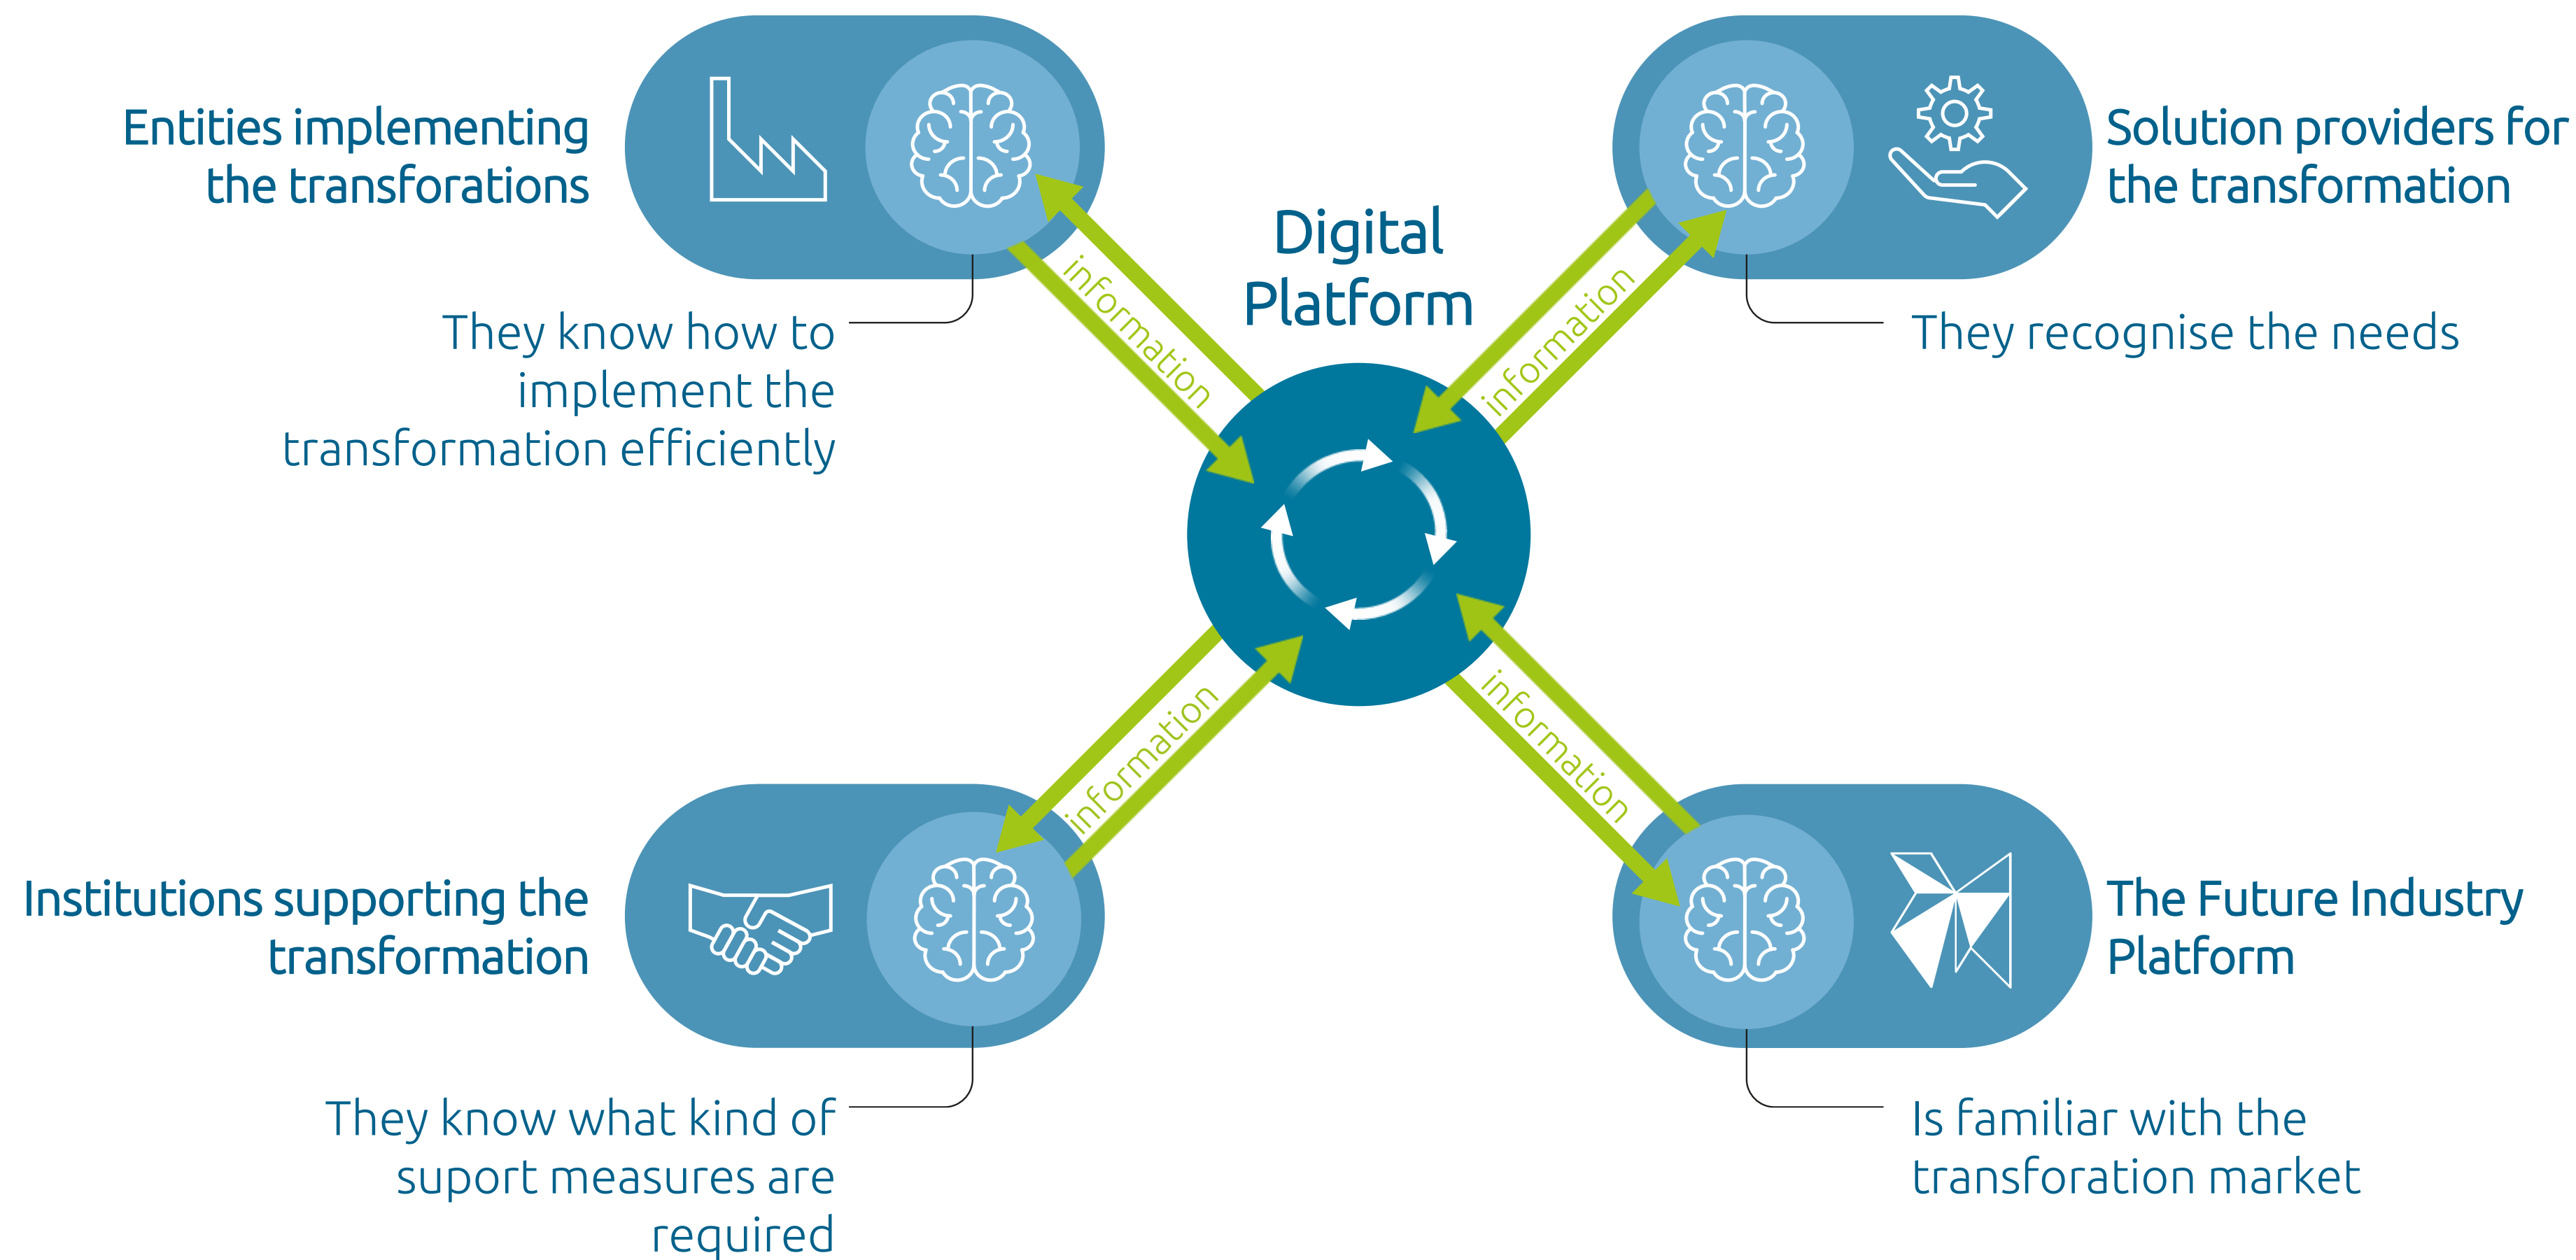 Entities implementing
the transforations
They know how to
implement the
transformation efficiently
information
Digital
Platform
information
Solution providers for
the transformation
They recognise the needs
Institutions supporting the
transformation
They know what kind of
suport measures are
required
information
information
The Future Industry
Platform
Is familiar with the
transforation market